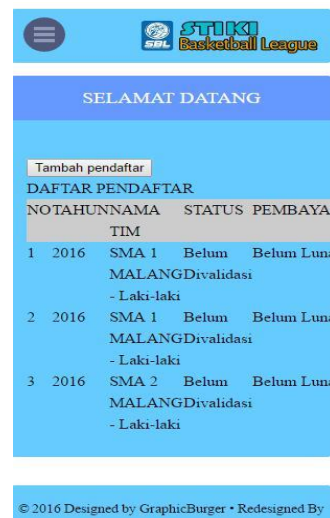 SBL STIKI
Basketball League
SELAMAT DATANG
Tambah pendaftar
DAFTAR PENDAFTAR
NO TAHUN NAMA TIM STATUS PEMBAYA
1 2016 SMA 1 MALANG - Laki-laki Belum Divalidasi Belum Luna
2 2016 SMA 1 MALANG - Laki-laki Belum Divalidasi Belum Luna
3 2016 SMA 2 MALANG - Laki-laki Belum Divalidasi Belum Luna
© 2016 Designed by GraphicBurger • Redesigned By